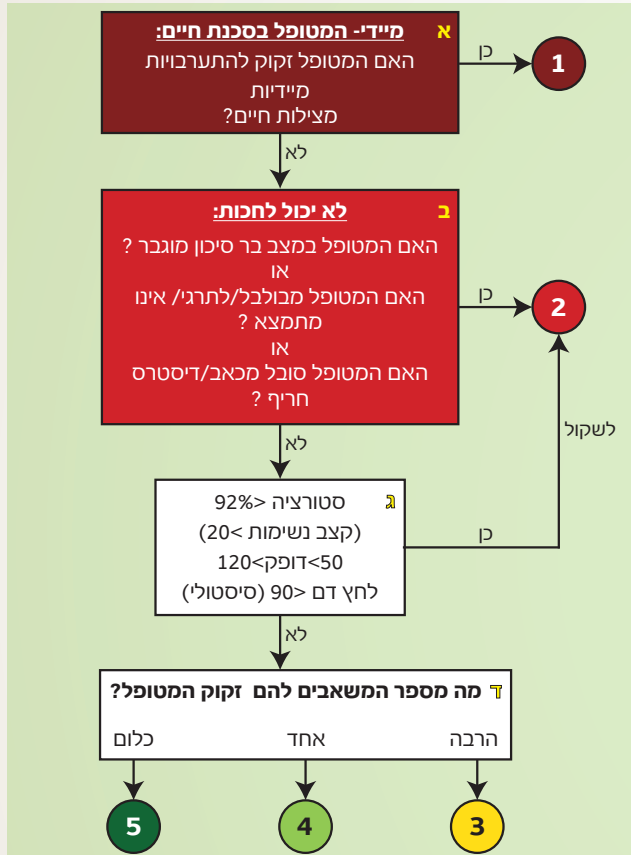 א מיידי- המטופל בסכנת חיים:
האם המטופל זקוק להתערבויות
מיידיות
מצילות חיים?
כן
1
לא
ב לא יכול לחכות:
האם המטופל במצב בר סיכון מוגבר ?
או
האם המטופל מבולבל/לתרגי/ אינו
מתמצא ?
או
האם המטופל סובל מכאב/דיסטרס
חריף ?
כן
2
לשקול
לא
ג סטורציה <92%
(קצב נשימות >20)
50>דופק>120
לחץ דם <90 (סיסטולי)
כן
לא
ד מה מספר המשאבים להם זקוק המטופל?
הרבה אחד כלום
3 4 5